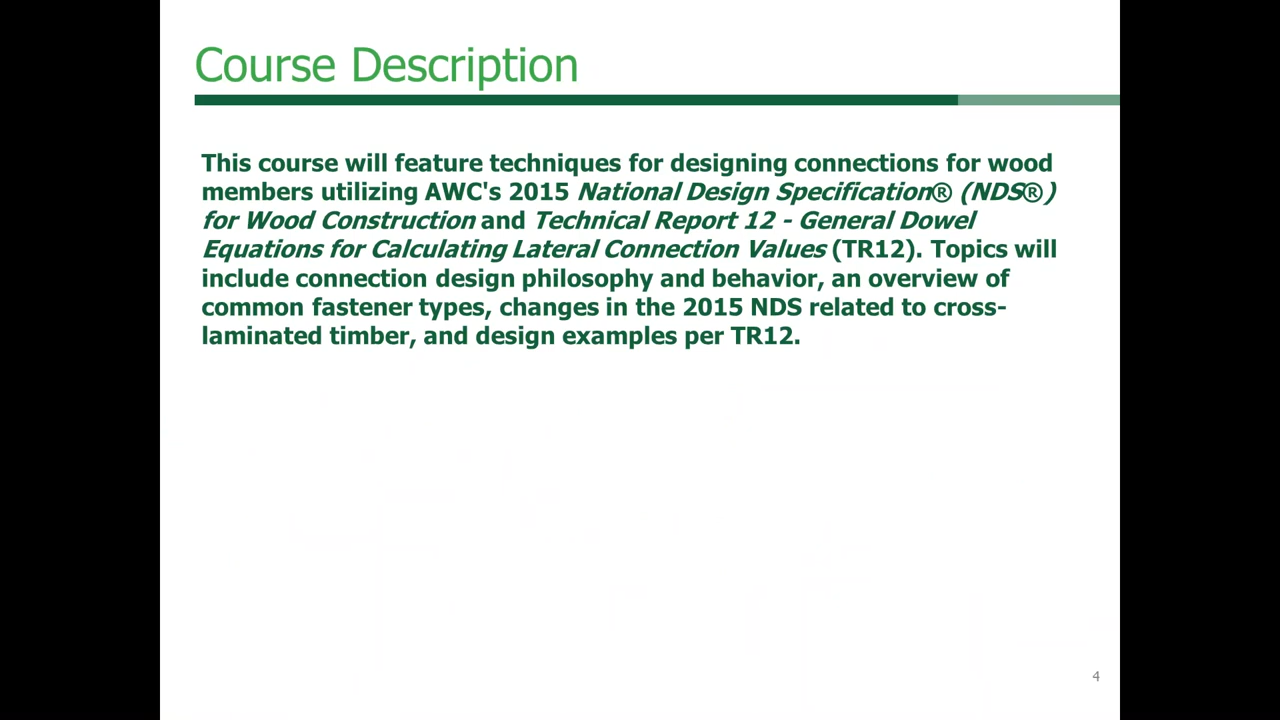 Course Description
This course will feature techniques for designing connections for wood
members utilizing AWC's 2015 National Design Specification® (NDS®)
for Wood Construction and Technical Report 12 - General Dowel
Equations for Calculating Lateral Connection Values (TR12). Topics will
include connection design philosophy and behavior, an overview of
common fastener types, changes in the 2015 NDS related to cross-
laminated timber, and design examples per TR12.
4